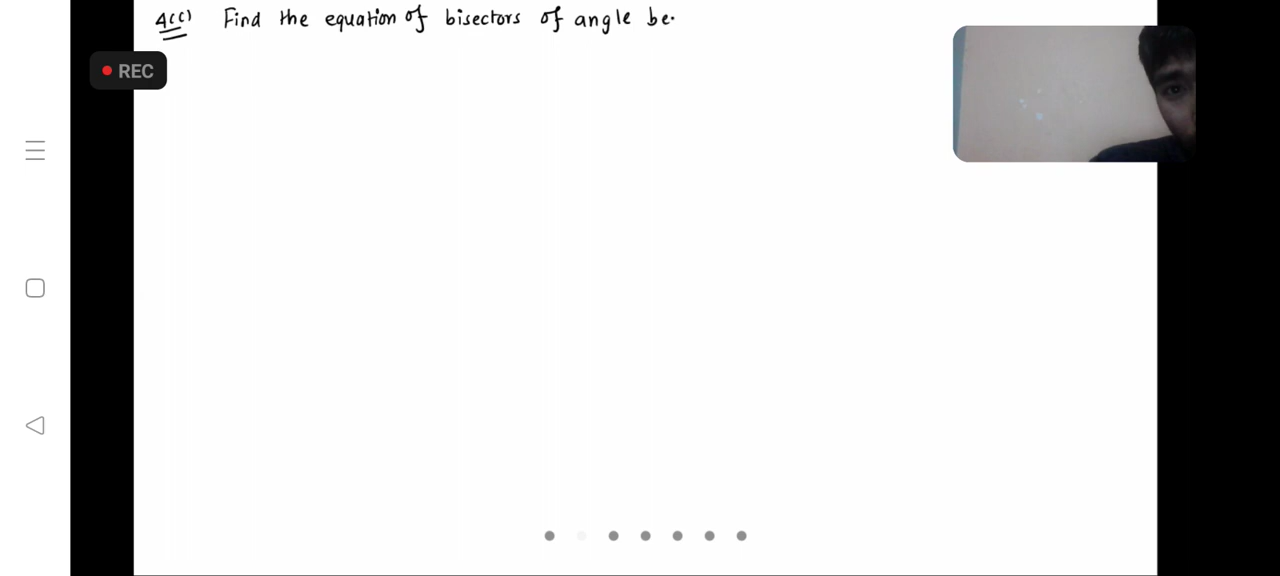 4(c) Find the equation of bisectors of angle be
REC